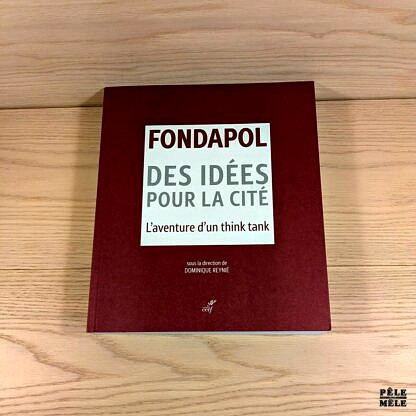 FONDAPOL
DES IDÉES
POUR LA CITÉ
L'aventure d'un think tank
sous la direction de
DOMINIQUE REYNIÉ
cerf
PÊLE
MÊLE